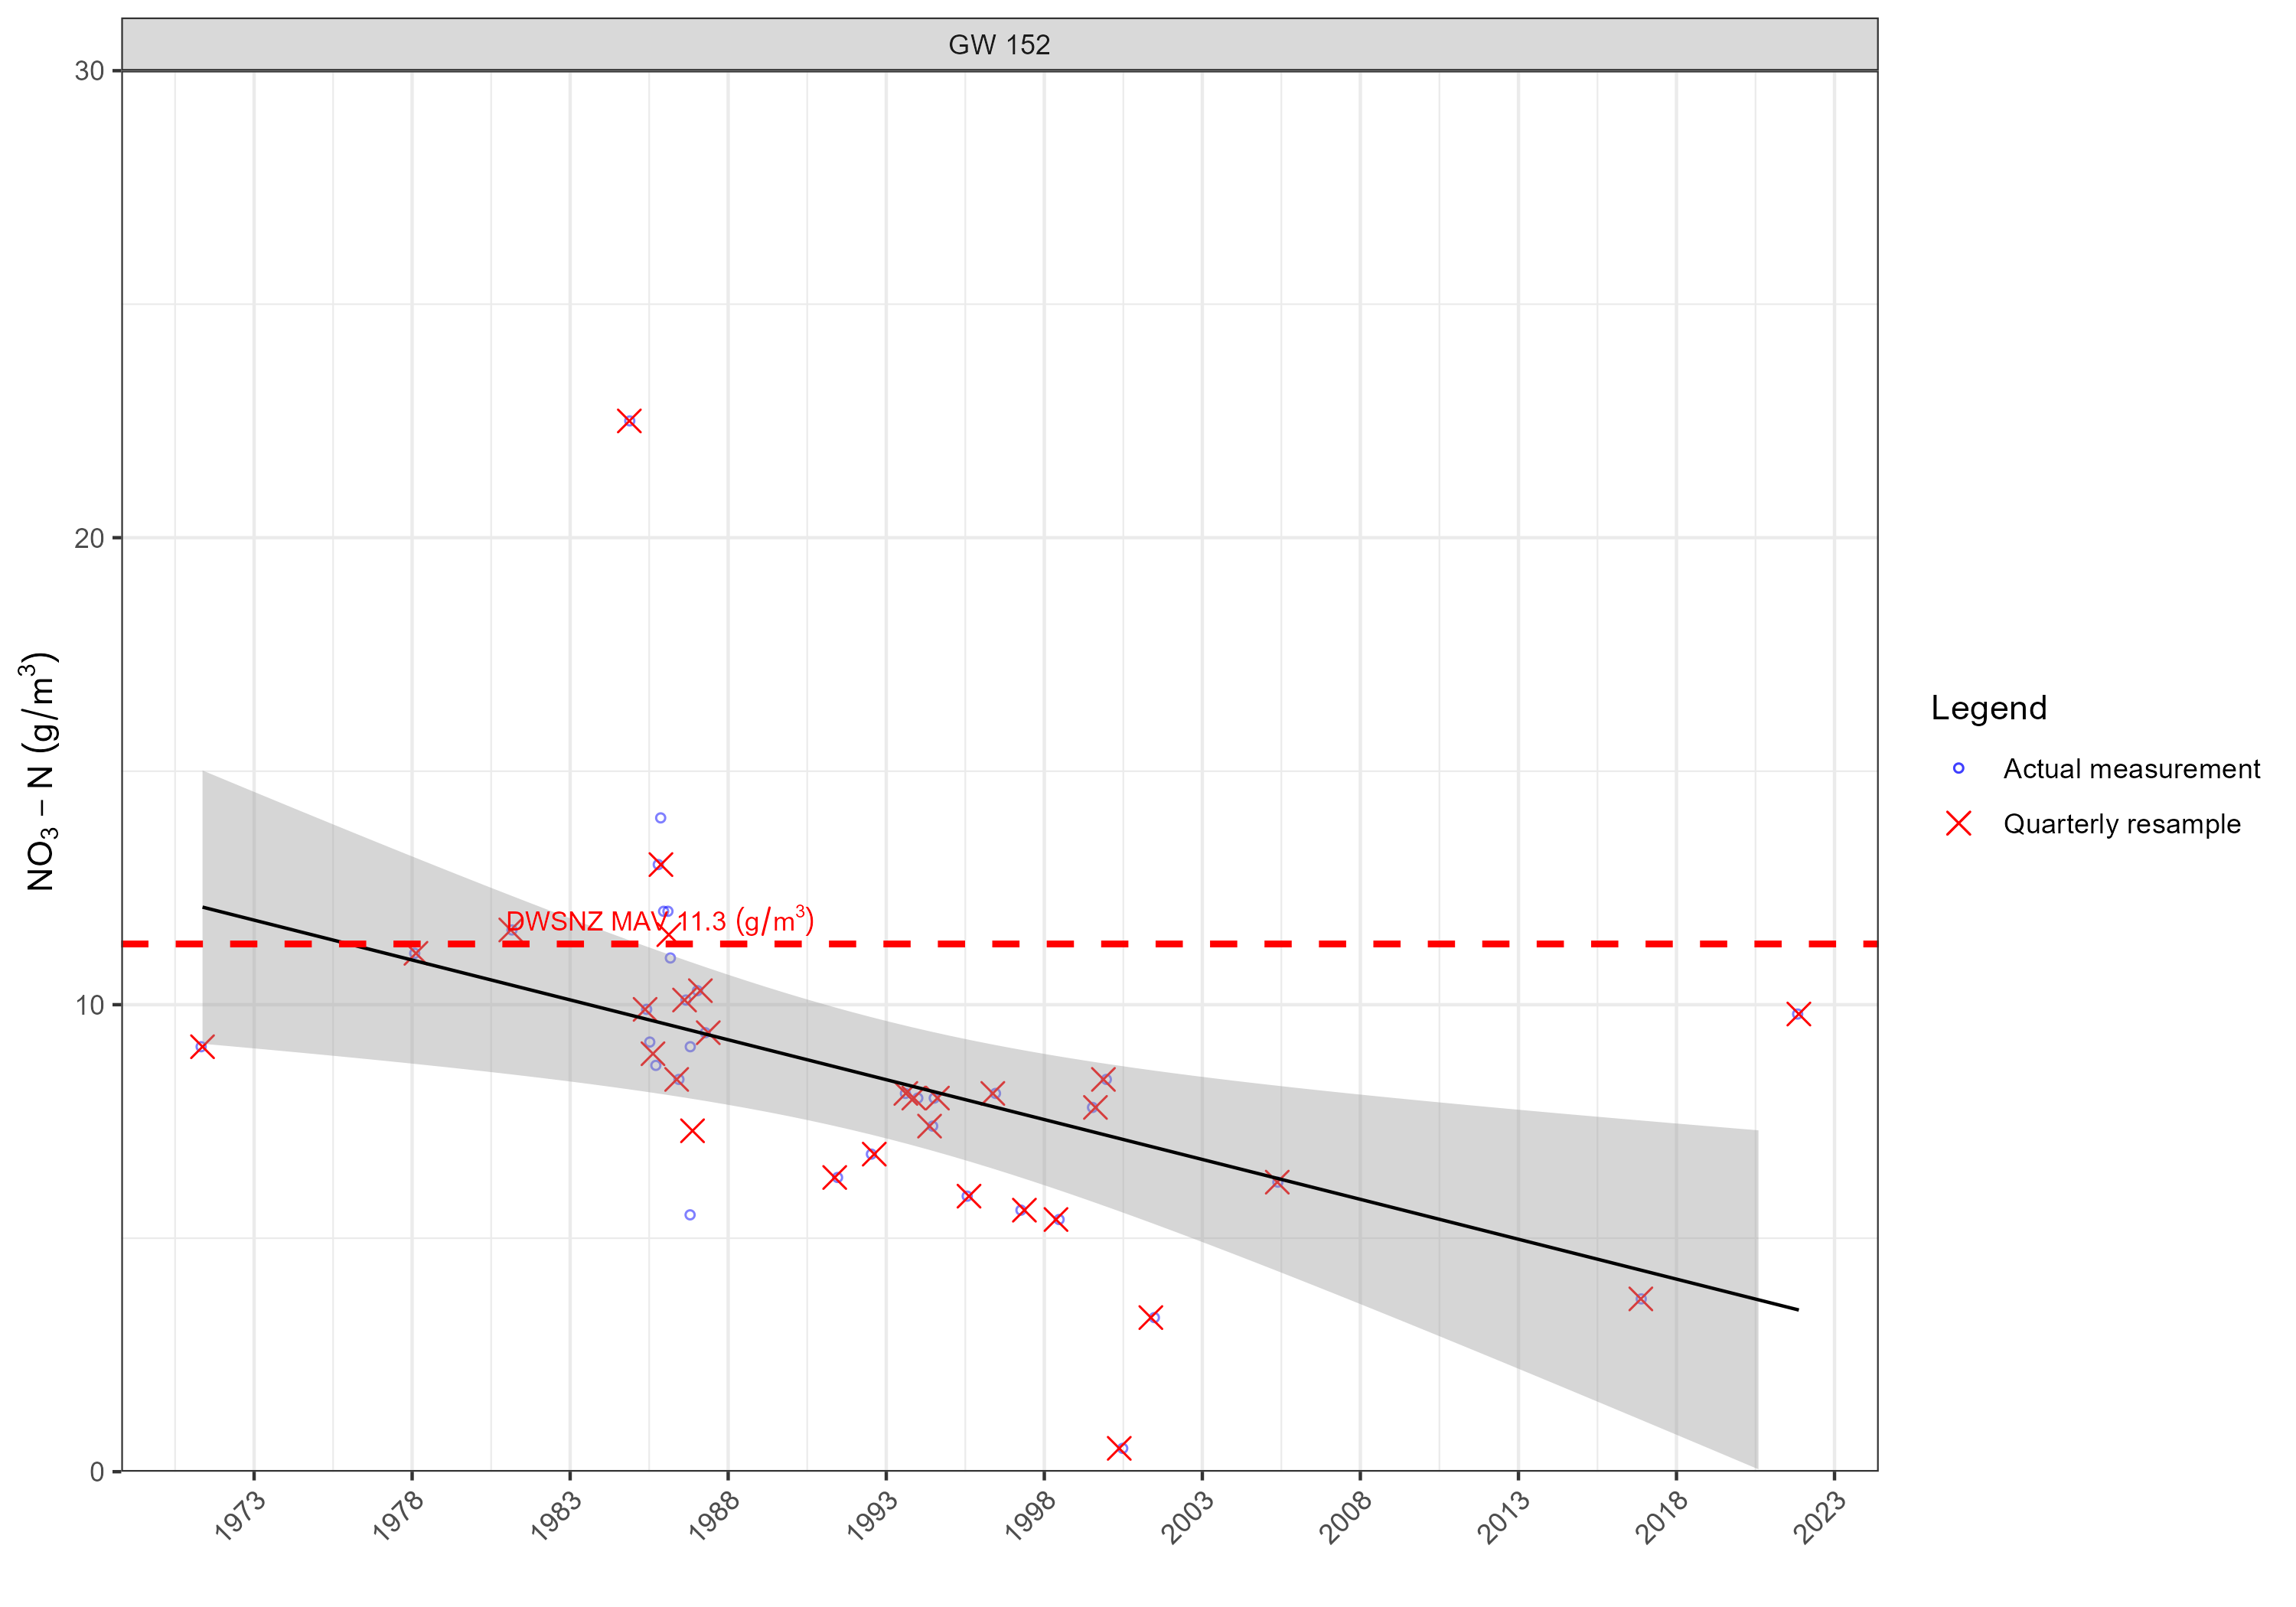 GW 152
30
20
10
0
NO₃ – N (g/m³)
DWSNZ MAV 11.3 (g/m³)
1973
1978
1983
1988
1993
1998
2003
2008
2013
2018
2023
Legend
Actual measurement
Quarterly resample